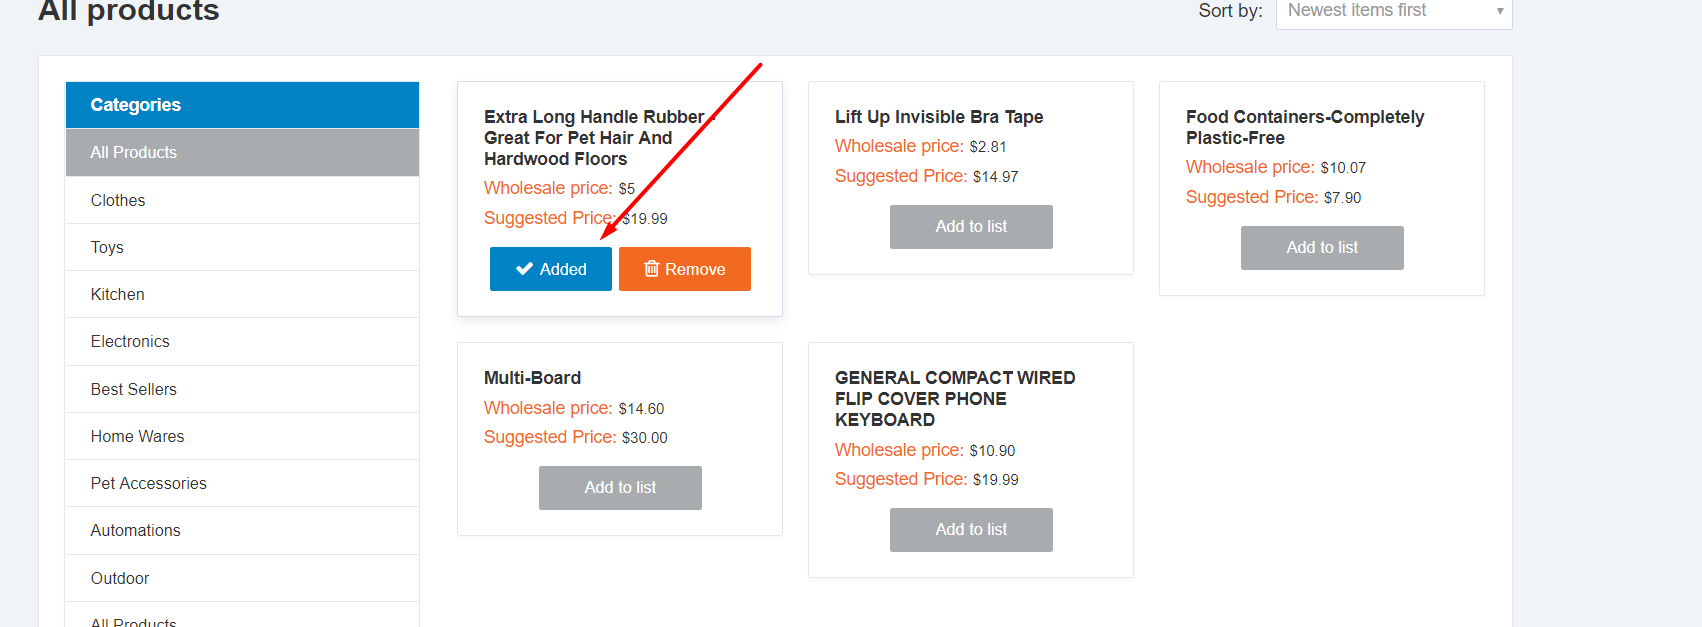 All products
Sort by:
Newest items first
Categories
All Products
Clothes
Toys
Kitchen
Electronics
Best Sellers
Home Wares
Pet Accessories
Automations
Outdoor
All Products
Extra Long Handle Rubber -
Great For Pet Hair And
Hardwood Floors
Wholesale price: $5
Suggested Price: $19.99
Added
Remove
Lift Up Invisible Bra Tape
Wholesale price: $2.81
Suggested Price: $14.97
Add to list
Food Containers-Completely
Plastic-Free
Wholesale price: $10.07
Suggested Price: $7.90
Add to list
Multi-Board
Wholesale price: $14.60
Suggested Price: $30.00
Add to list
GENERAL COMPACT WIRED
FLIP COVER PHONE
KEYBOARD
Wholesale price: $10.90
Suggested Price: $19.99
Add to list